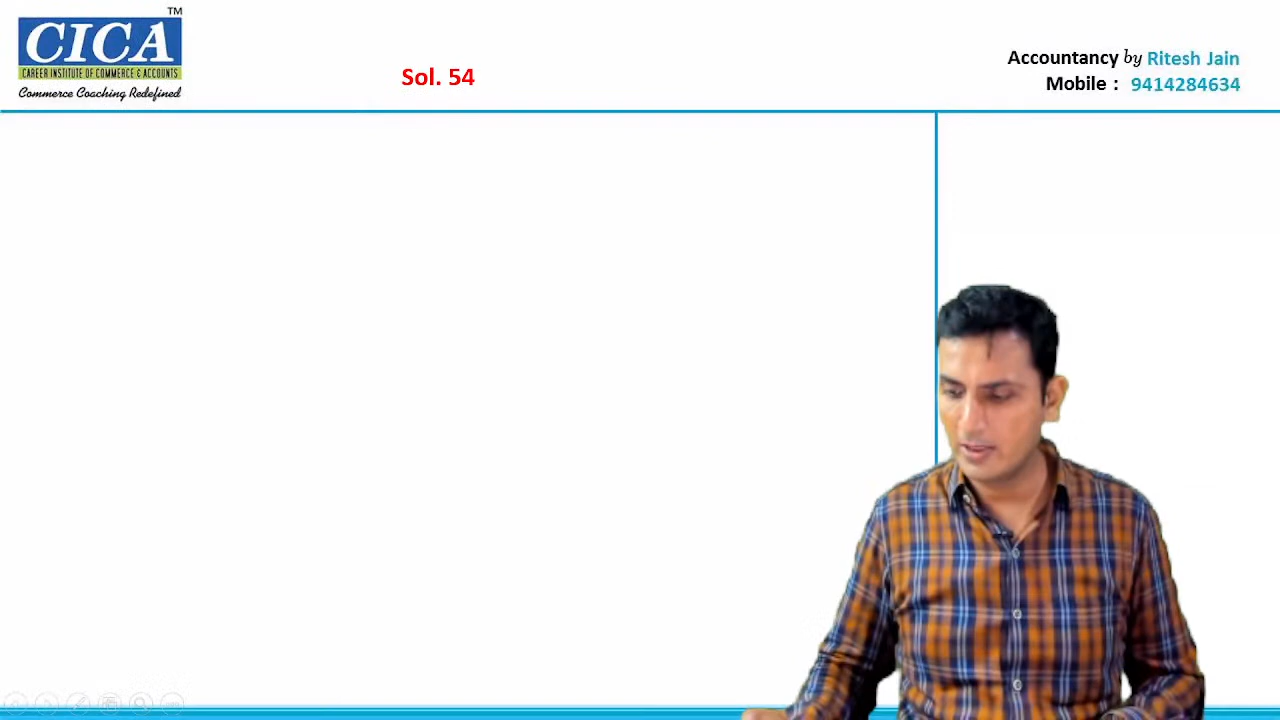 TM
CICA
CAREER INSTITUTE OF COMMERCE & ACCOUNTS
Commerce Coaching Redefined
Sol. 54
Accountancy by Ritesh Jain
Mobile : 9414284634